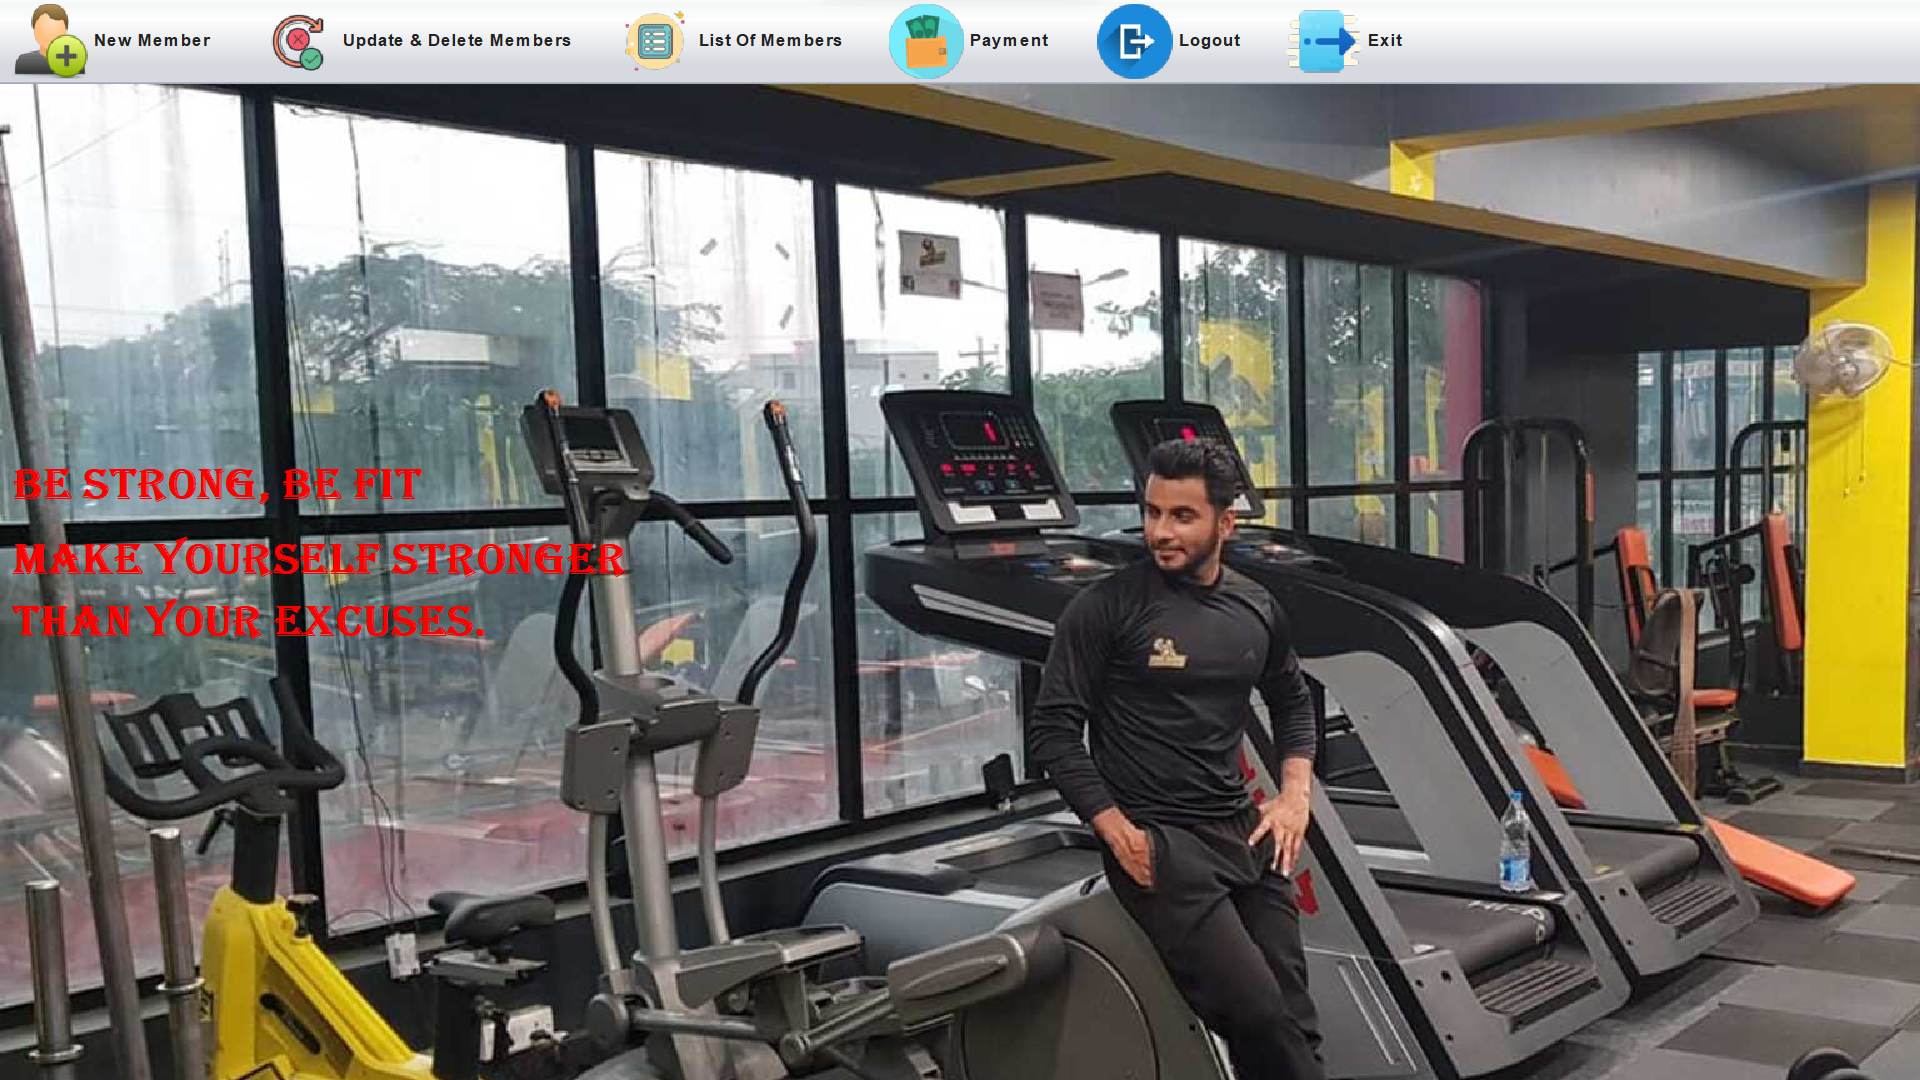 New Member
Update & Delete Members
List Of Members
Payment
Logout
Exit
BE STRONG, BE FIT
MAKE YOURSELF STRONGER
THAN YOUR EXCUSES.